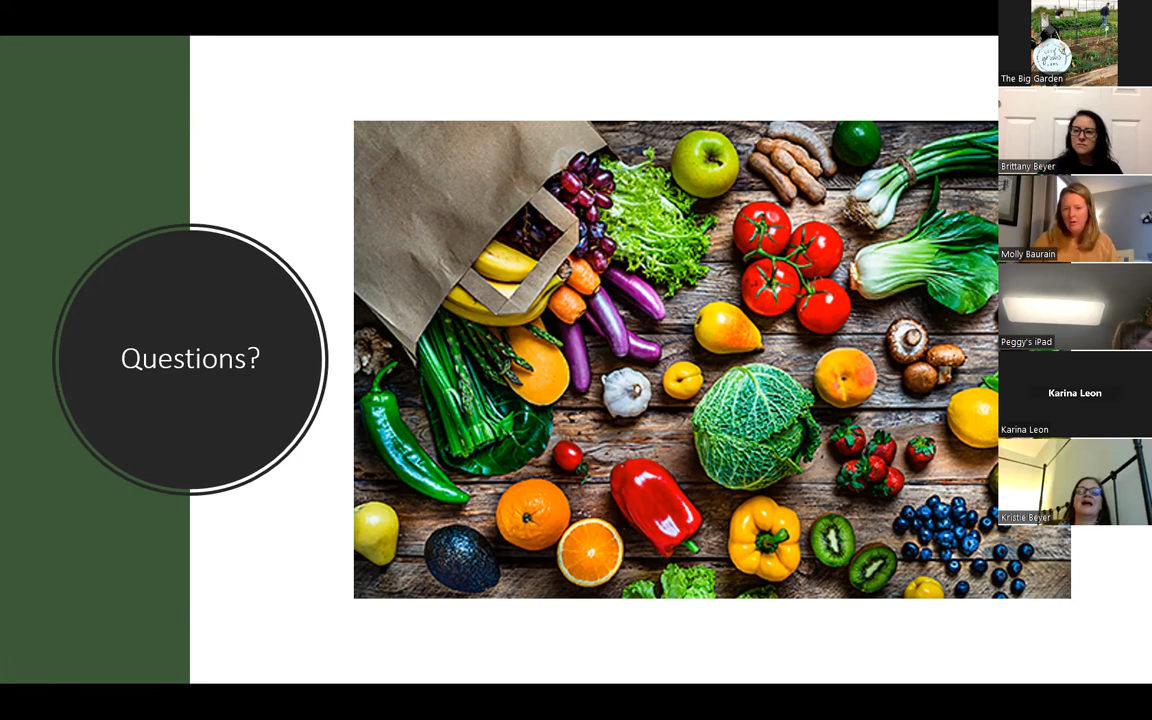 Questions?
The Big Garden
Brittany Beyer
Molly Baurain
Peggy's iPad
Karina Leon
Karina Leon
Kristie Beyer